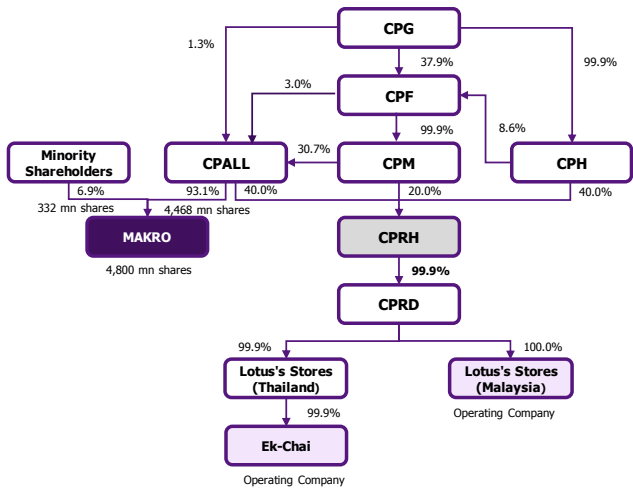 CPG
1.3%
37.9%
99.9%
3.0%
CPF
99.9%
8.6%
Minority
Shareholders
CPALL
30.7%
CPM
CPH
6.9%
93.1%
40.0%
20.0%
40.0%
332 mn shares
4,468 mn shares
MAKRO
CPRH
4,800 mn shares
99.9%
CPRD
99.9%
100.0%
Lotus's Stores
(Thailand)
Lotus's Stores
(Malaysia)
99.9%
Operating Company
Ek-Chai
Operating Company